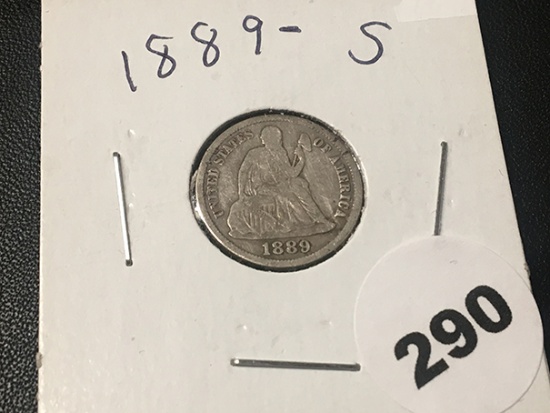 1889- S
UNITED STATES OF AMERICA
1889
290